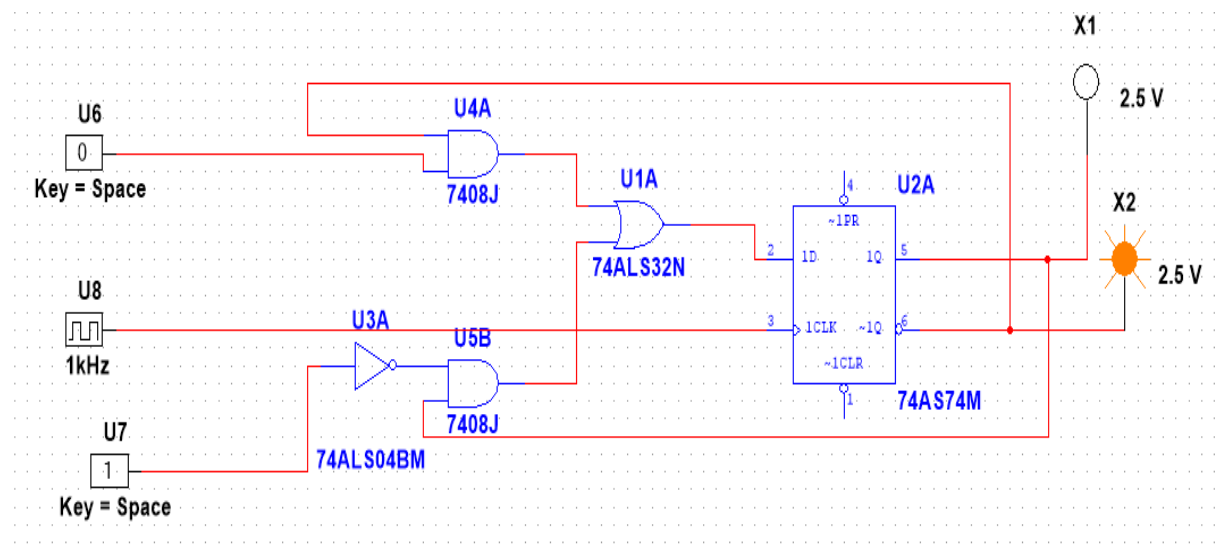 X1
2.5 V
U6
0
Key = Space
U4A
7408J
U1A
74ALS32N
4
U2A
~1PR
2
1D
1Q
5
X2
2.5 V
U8
1kHz
3
1CLK
~1Q
6
~1CLR
1
74AS74M
U3A
74ALS04BM
U5B
7408J
U7
1
Key = Space